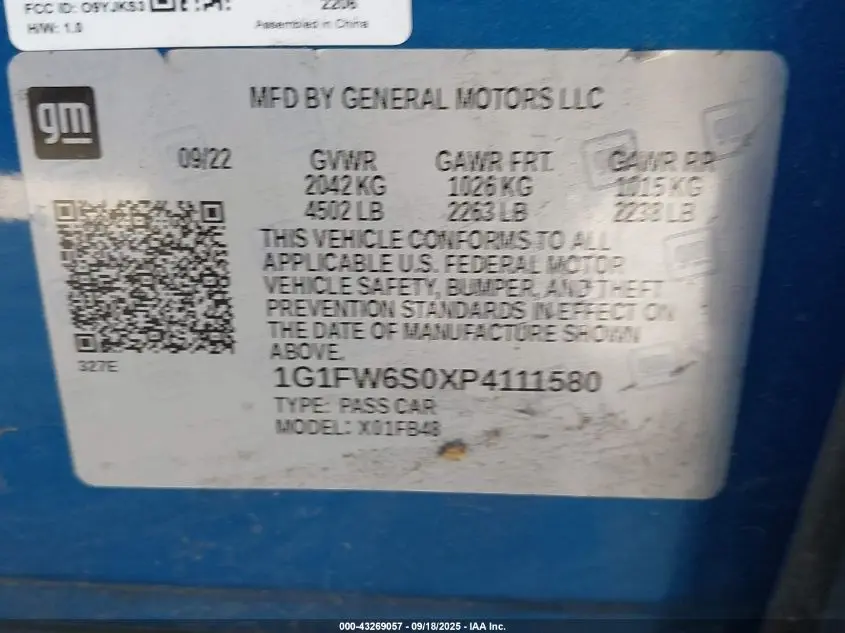 FCC ID: O9YJKS3
2206
H/W: 1.0
Assembled in China
gm
MFD BY GENERAL MOTORS LLC
09/22 GVWR GAWR FRT. GAWR RR
2042 KG 1026 KG 1015 KG
4502 LB 2263 LB 2238 LB
THIS VEHICLE CONFORMS TO ALL
APPLICABLE U.S. FEDERAL MOTOR
VEHICLE SAFETY, BUMPER, AND THEFT
PREVENTION STANDARDS IN EFFECT ON
THE DATE OF MANUFACTURE SHOWN
ABOVE.
327E
1G1FW6S0XP4111580
TYPE: PASS CAR
MODEL: X01FB48
000-43269057 - 09/18/2025 - IAA Inc.